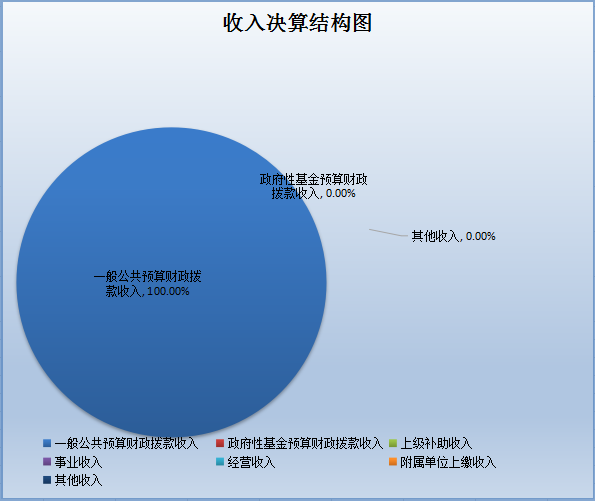 收入决算结构图
政府性基金预算财政
拨款收入, 0.00%
其他收入, 0.00%
一般公共预算财政拨
款收入, 100.00%
一般公共预算财政拨款收入 政府性基金预算财政拨款收入 上级补助收入
事业收入 经营收入 附属单位上缴收入
其他收入